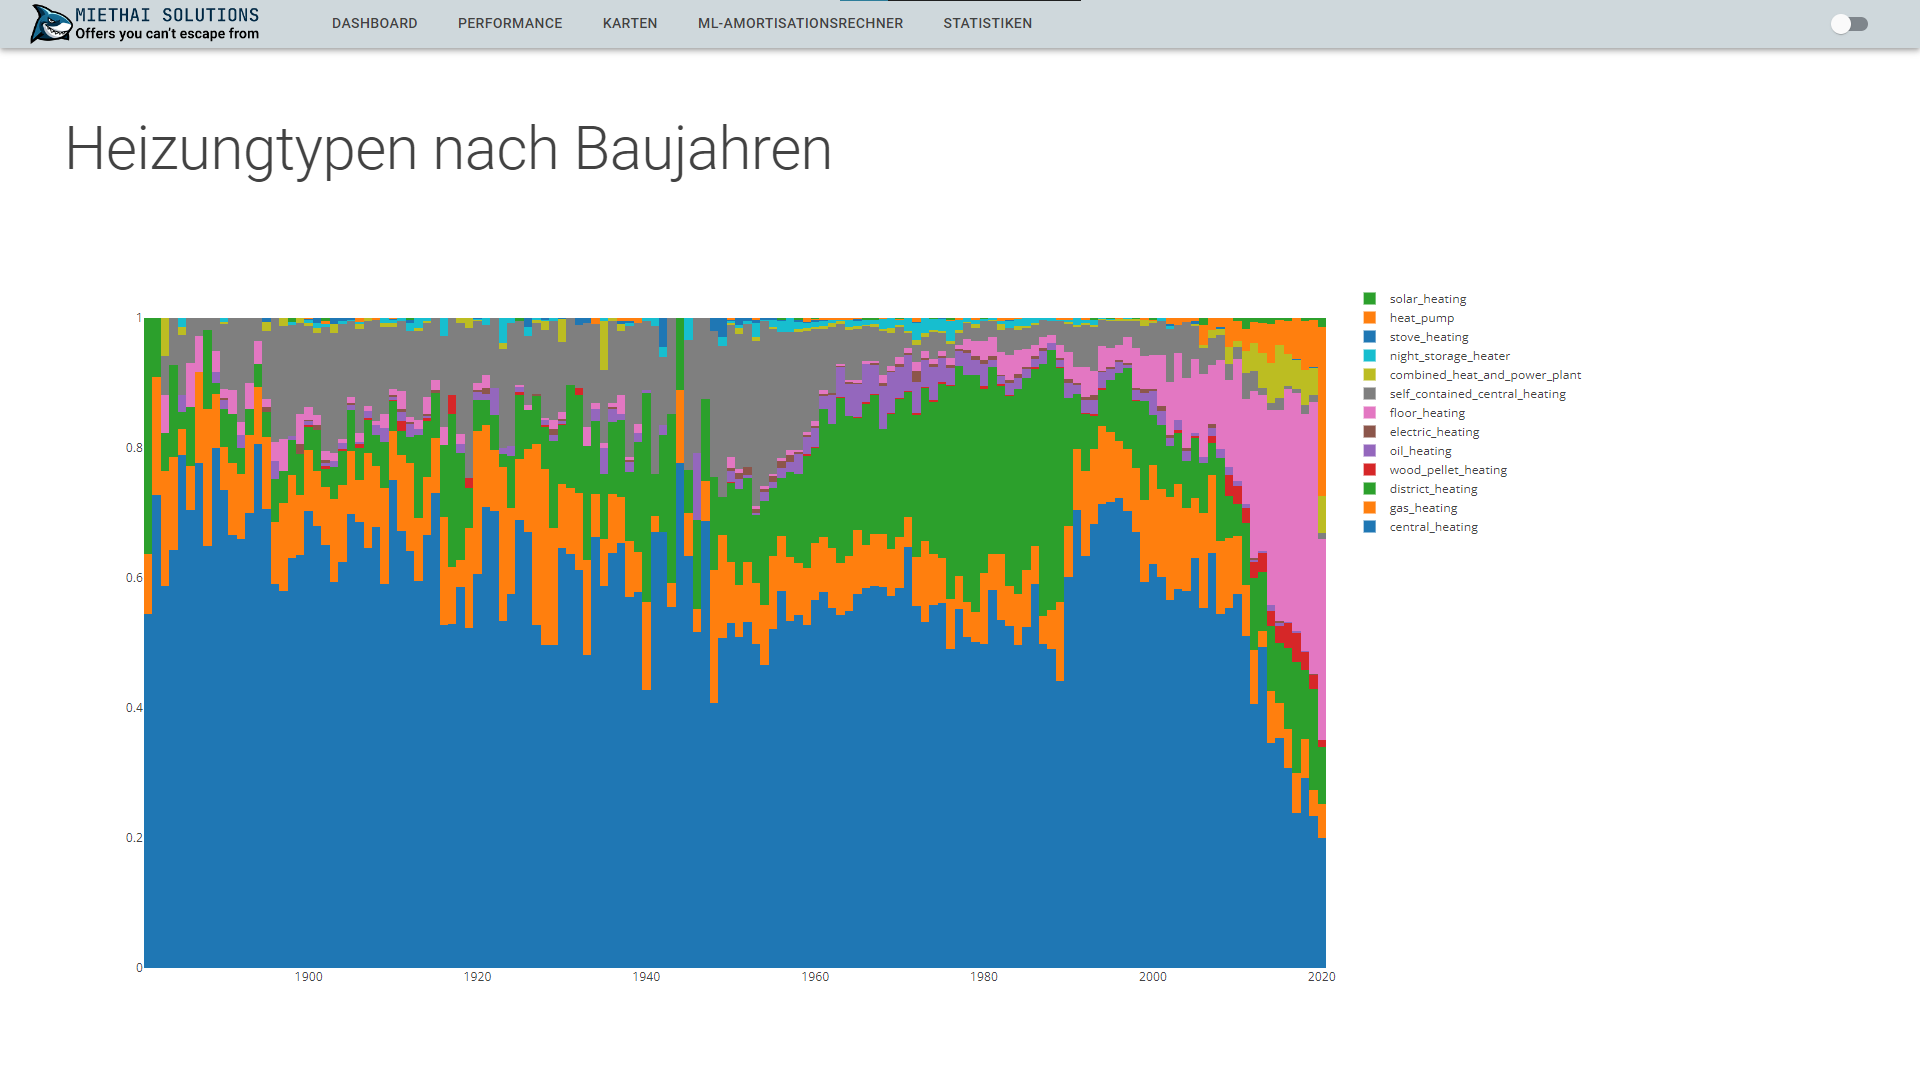 MIETHAI SOLUTIONS
Offers you can't escape from
DASHBOARD PERFORMANCE KARTEN ML-AMORTISATIONSRECHNER STATISTIKEN
Heizungtypen nach Baujahren
solar_heating
heat_pump
stove_heating
night_storage_heater
combined_heat_and_power_plant
self_contained_central_heating
floor_heating
electric_heating
oil_heating
wood_pellet_heating
district_heating
gas_heating
central_heating
1
0.8
0.6
0.4
0.2
0
1900 1920 1940 1960 1980 2000 2020